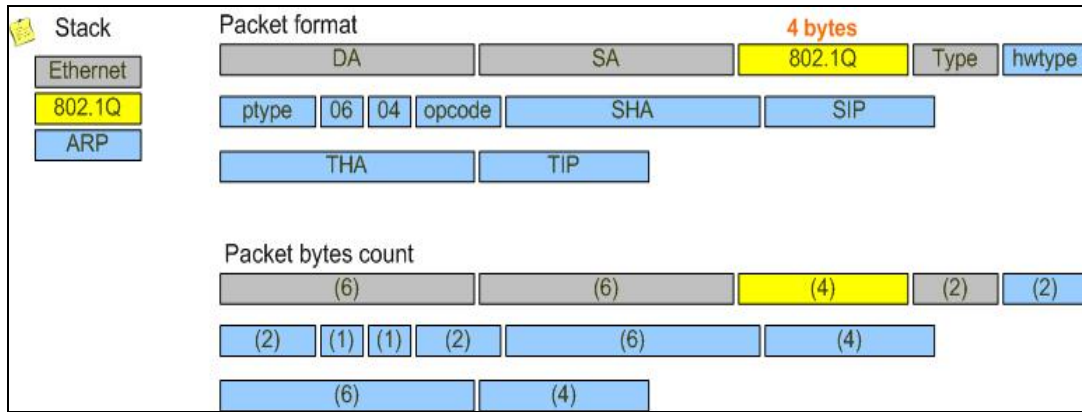 Stack
Ethernet
802.1Q
ARP
Packet format
4 bytes
DA SA 802.1Q Type hwtype
ptype 06 04 opcode SHA SIP
THA TIP
Packet bytes count
(6) (6) (4) (2) (2)
(2) (1) (1) (2) (6) (4)
(6) (4)